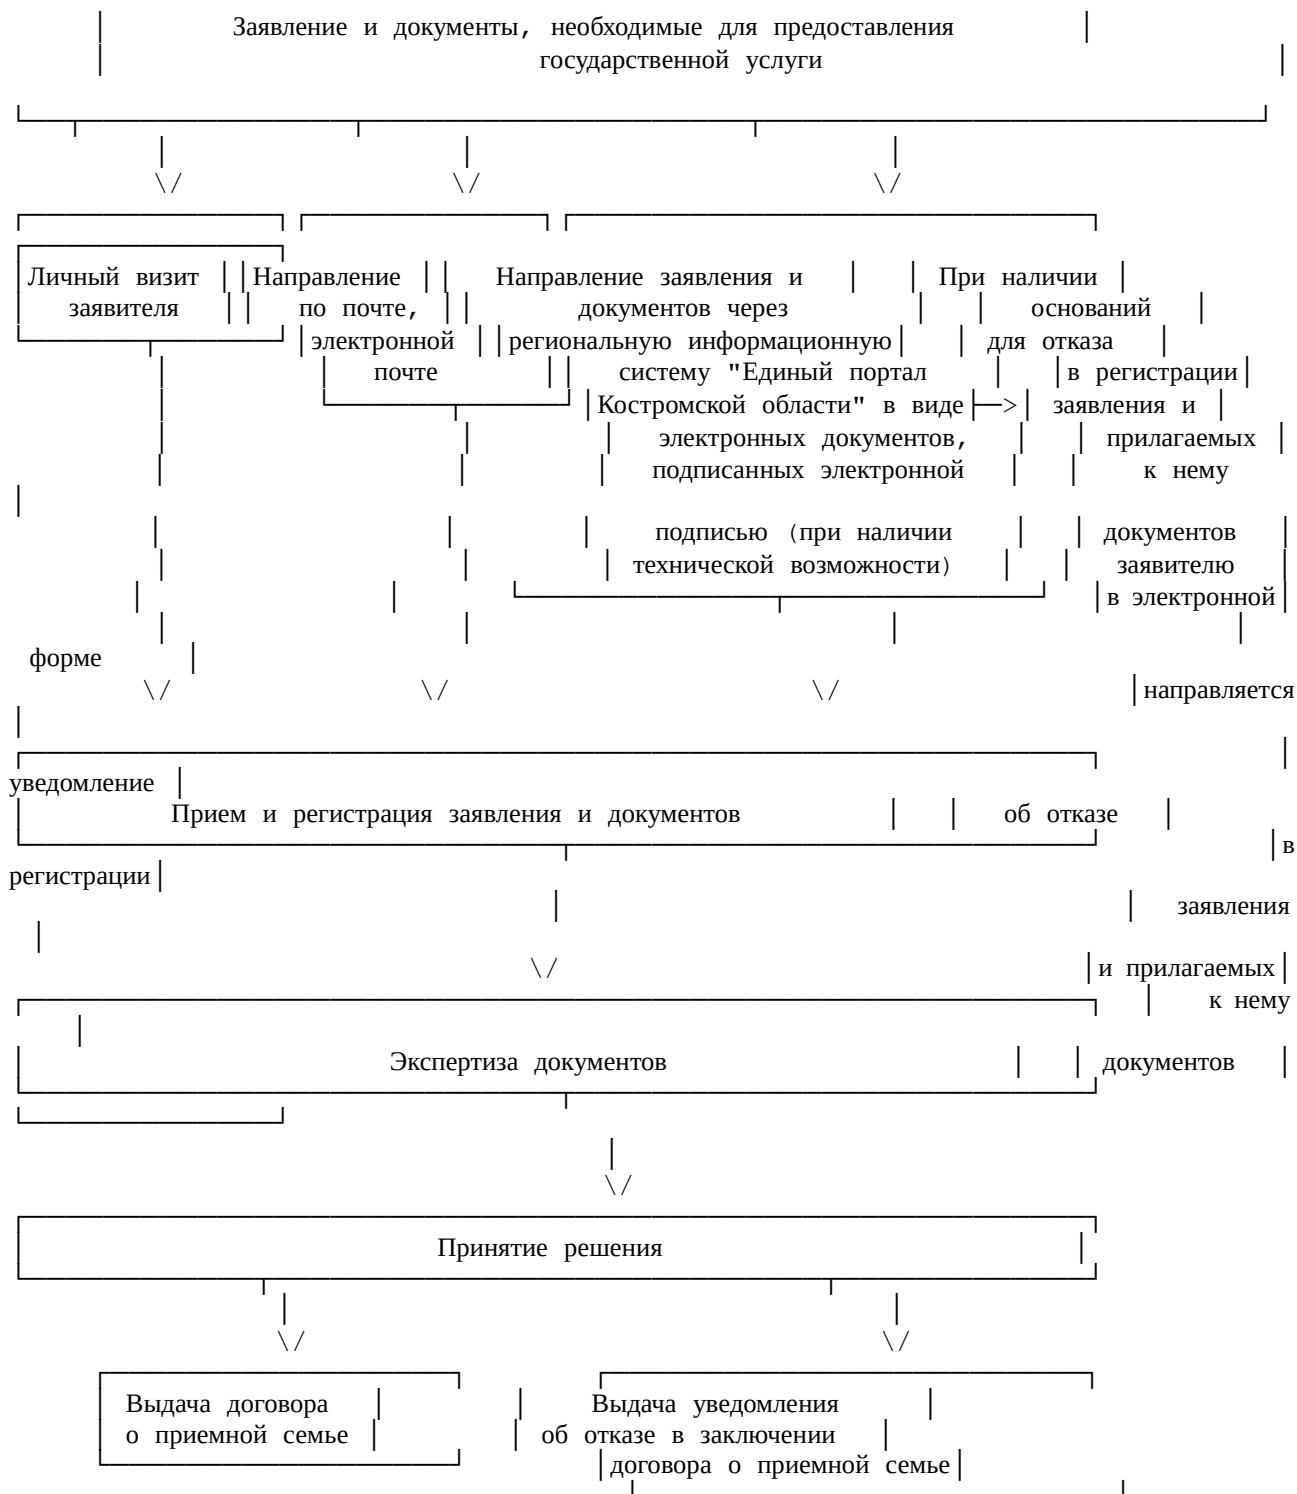 Заявление и документы, необходимые для предоставления
государственной услуги
Личный визит Направление Направление заявления и При наличии
заявителя по почте, документов через оснований
электронной региональную информационную для отказа
почте систему "Единый портал в регистрации
Костромской области" в виде заявления и
электронных документов, прилагаемых
подписанных электронной к нему
подписью (при наличии документов
технической возможности) заявителю
в электронной
форме
направляется
уведомление
Прием и регистрация заявления и документов об отказе
в
регистрации
заявления
и прилагаемых
к нему
Экспертиза документов документов
Принятие решения
Выдача договора Выдача уведомления
о приемной семье об отказе в заключении
договора о приемной семье